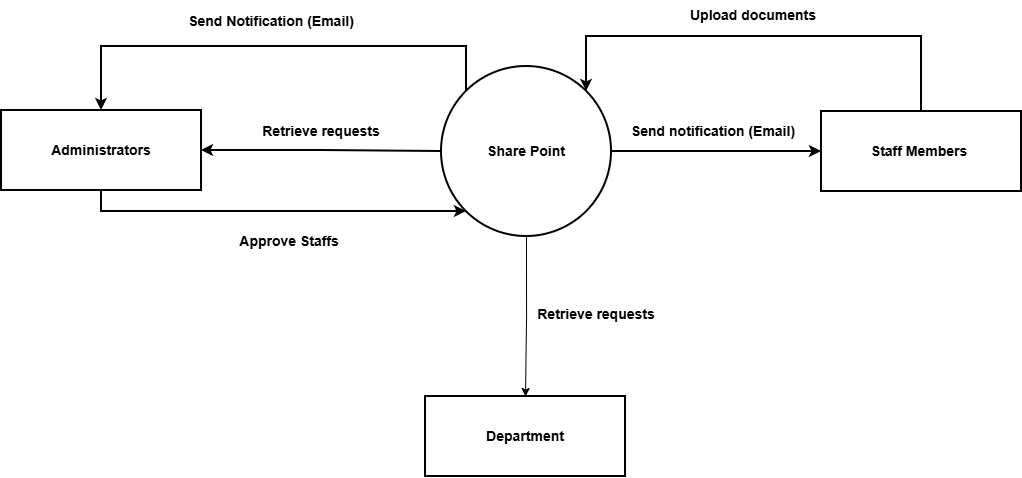 Upload documents
Send Notification (Email)
Retrieve requests
Send notification (Email)
Administrators
Share Point
Staff Members
Approve Staffs
Retrieve requests
Department